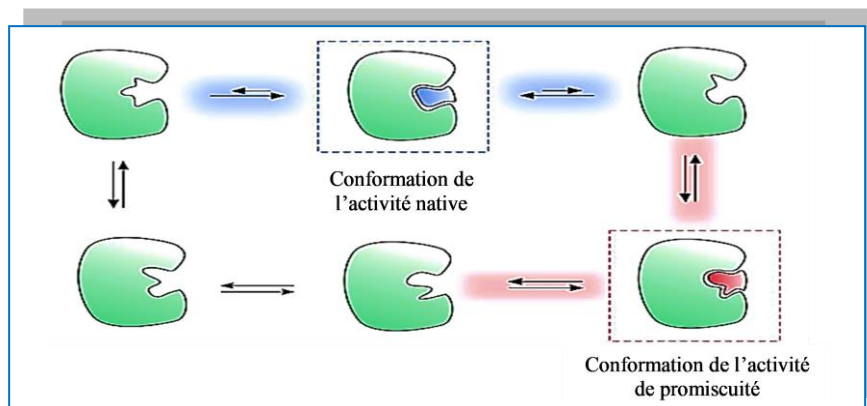 Conformation de
l'activité native
Conformation de l'activité
de promiscuité